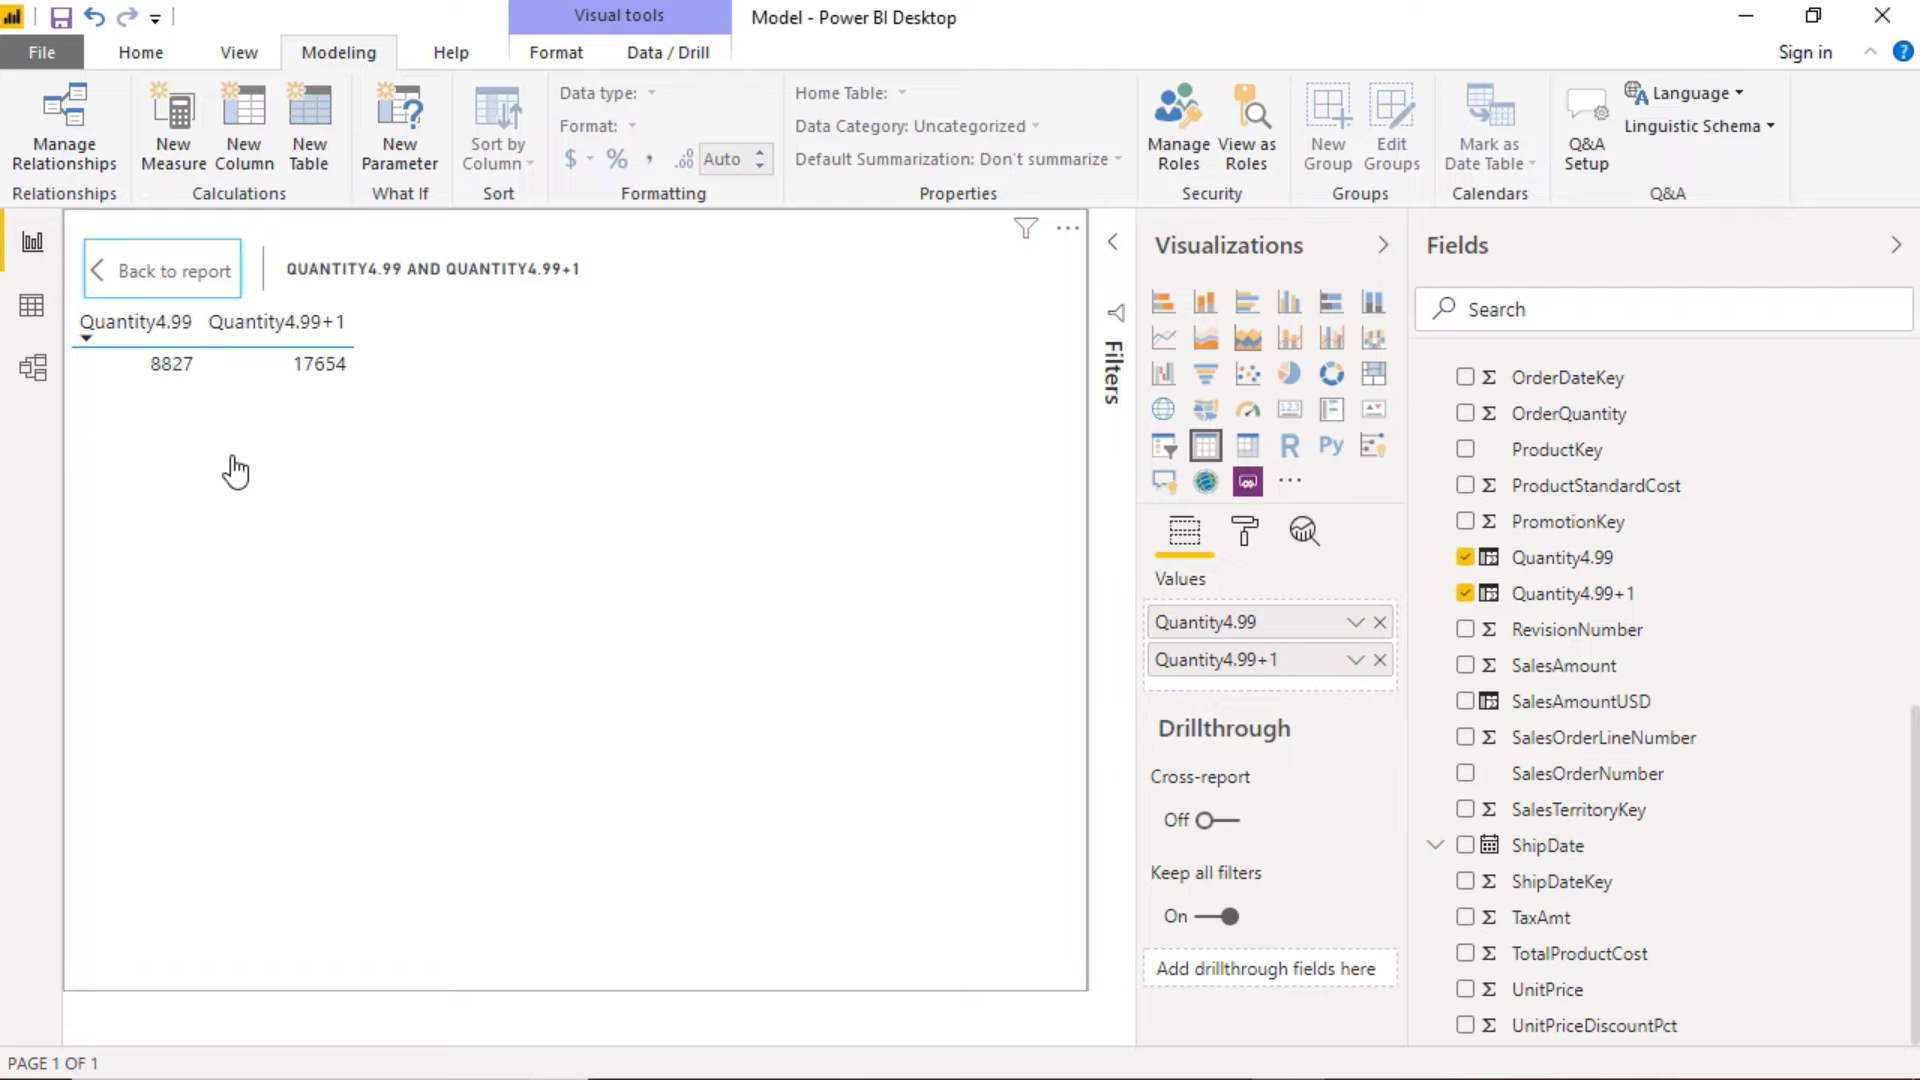 Visual tools
Model - Power BI Desktop
File
Home
View
Modeling
Help
Format
Data / Drill
Sign in
?
Manage Relationships
Relationships
New Measure
New Column
New Table
Calculations
New Parameter
What If
Sort by Column
Sort
Data type:
Format:
$ % , .00 Auto
Formatting
Home Table:
Data Category: Uncategorized
Default Summarization: Don't summarize
Properties
Manage Roles
View as Roles
Security
New Group
Edit Groups
Groups
Mark as Date Table
Calendars
Q&A Setup
Language
Linguistic Schema
Q&A
Back to report
QUANTITY4.99 AND QUANTITY4.99+1
Quantity4.99 Quantity4.99+1
8827 17654
Filters
Visualizations
123
R
Py
Values
Quantity4.99
Quantity4.99+1
Drillthrough
Cross-report
Off
Keep all filters
On
Add drillthrough fields here
Fields
Search
Σ OrderDateKey
Σ OrderQuantity
ProductKey
Σ ProductStandardCost
Σ PromotionKey
Quantity4.99
Quantity4.99+1
Σ RevisionNumber
Σ SalesAmount
SalesAmountUSD
Σ SalesOrderLineNumber
SalesOrderNumber
Σ SalesTerritoryKey
ShipDate
Σ ShipDateKey
Σ TaxAmt
Σ TotalProductCost
Σ UnitPrice
Σ UnitPriceDiscountPct
PAGE 1 OF 1